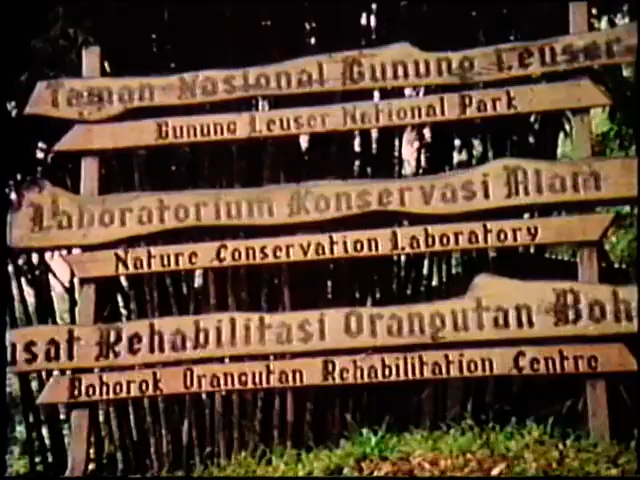 Taman Nasional Gunung Leuser
Gunung Leuser National Park
Laboratorium Konservasi Alam
Nature Conservation Laboratory
usat Rehabilitasi Orangutan Boh
Bohorok Orangutan Rehabilitation Centre